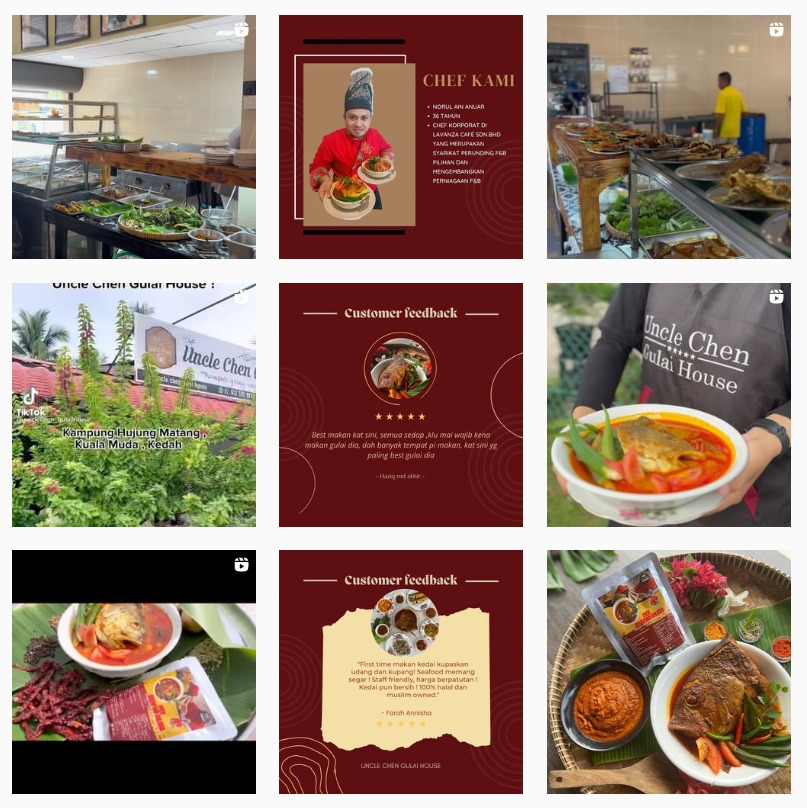 CHEF KAMI
NORUL AIN ANUAR
36 TAHUN
CHEF KORPORAT DI
LAVANZA CAFÉ SDN.BHD
YANG MERUPAKAN
SYARIKAT PERUNDING F&B
PILIHAN DAN
MENGEMBANGKAN
PERNIAGAAN F&B
Uncle Chen Gulai House !
Uncle Chen
TikTok
Kampung Hujung Matang ,
Kuala Muda , Kedah
Customer feedback
Best makan kat sini, semua sedap ,klu mai wajib kena
makan gulai dia, dah banyak tempat pi makan, kat sini yg
paling best gulai dia
- Haziq md akhir -
Uncle Chen
Gulai House
Customer feedback
"First time makan kedai kupaskan
udang dan kupang! Seafood memang
segar ! Staff friendly, harga berpatutan !
Kedai pun bersih ! 100% halal dan
muslim owned."
~ Farah Annisha
UNCLE CHEN GULAI HOUSE